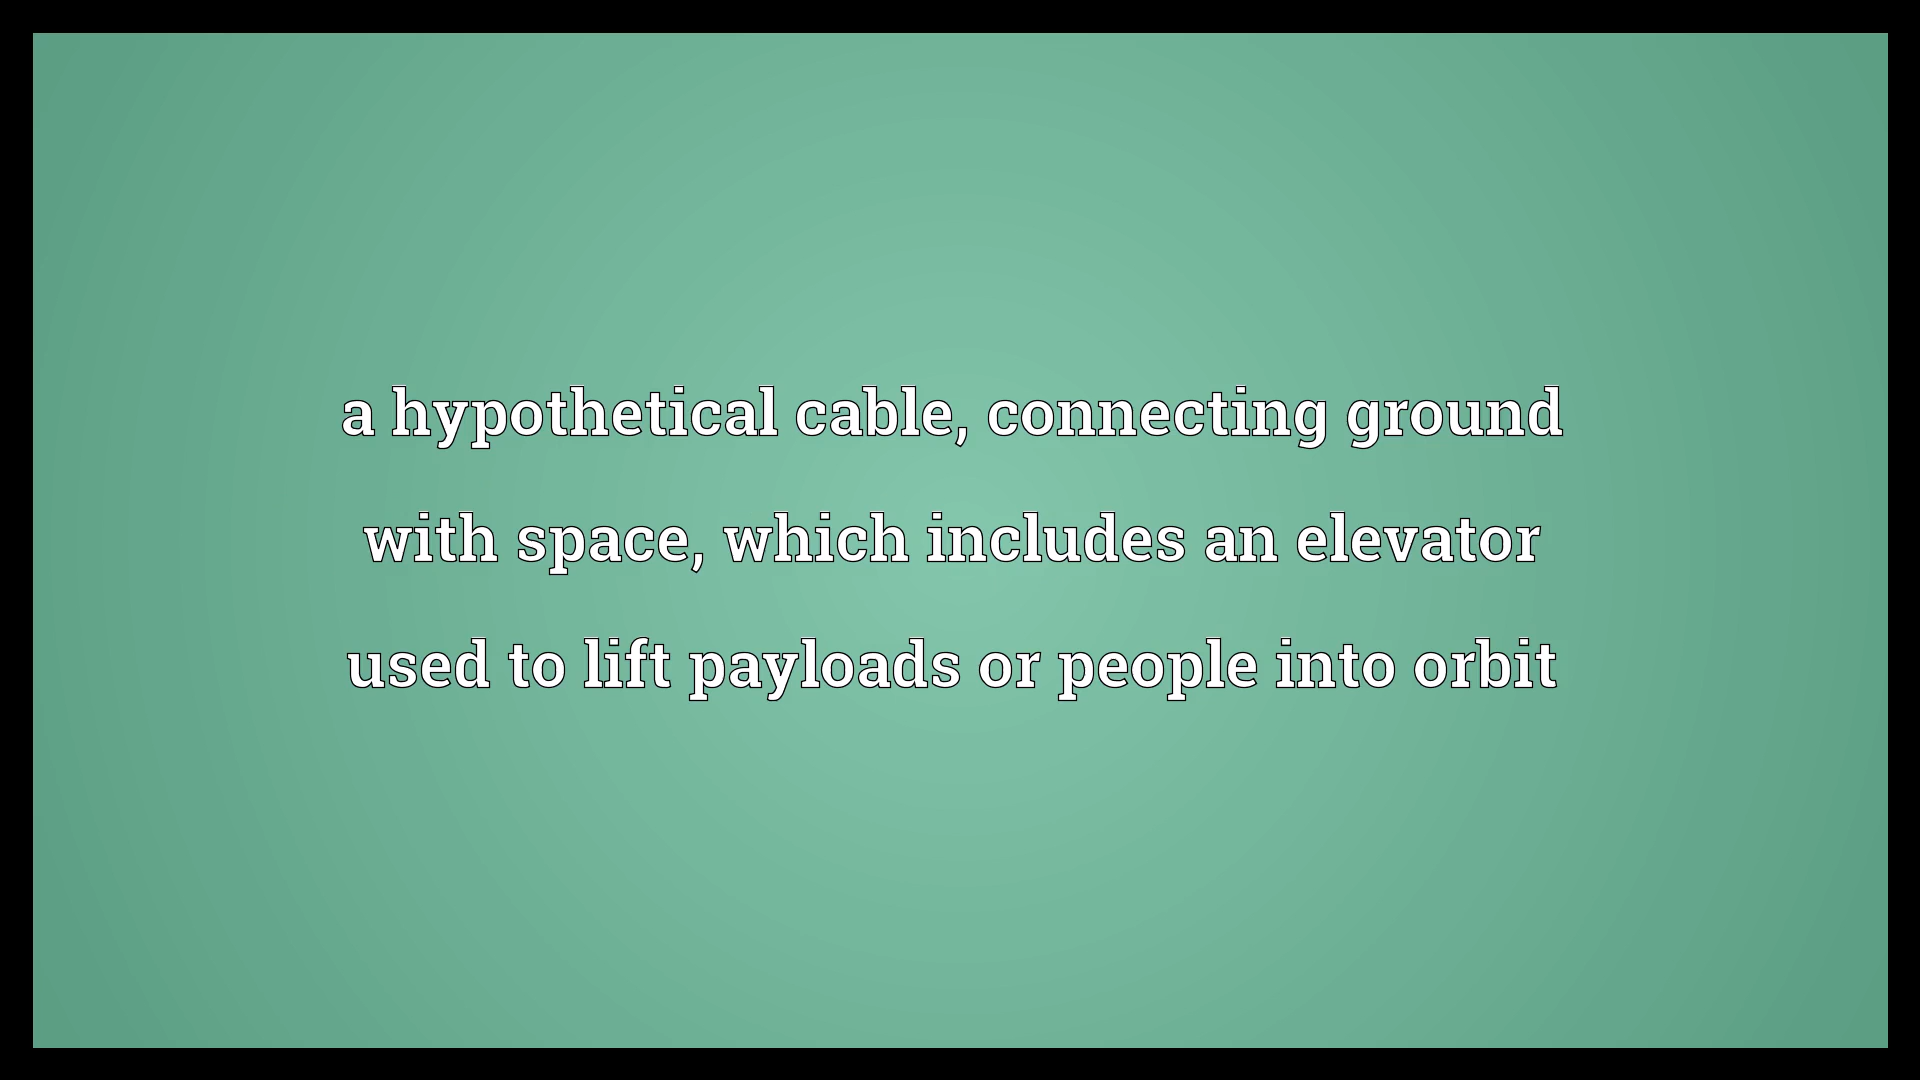 a hypothetical cable, connecting ground
with space, which includes an elevator
used to lift payloads or people into orbit